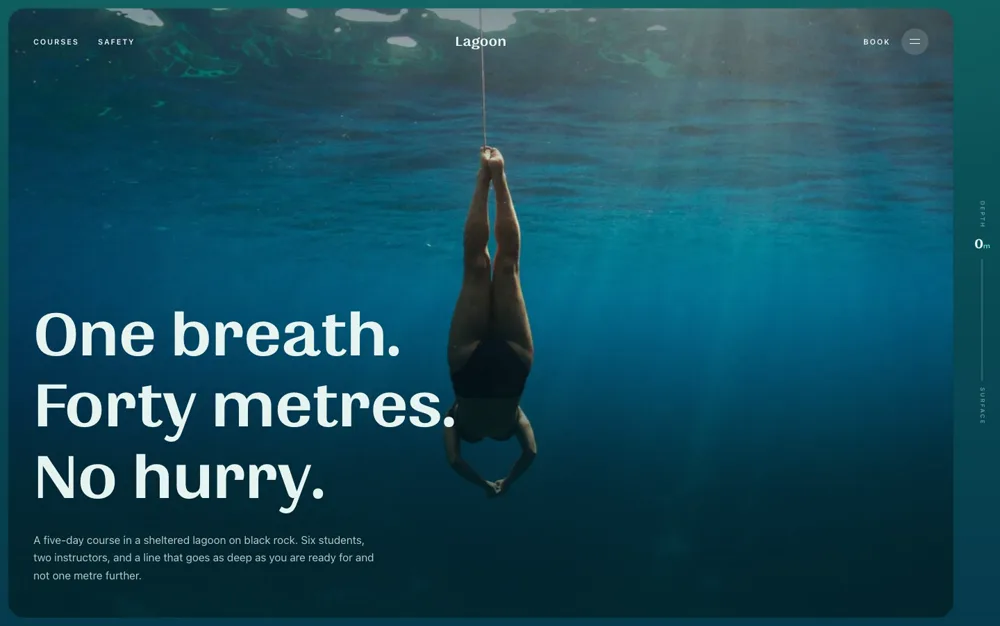 COURSES SAFETY Lagoon BOOK
DEPTH
0m
One breath.
Forty metres.
No hurry.
SURFACE
A five-day course in a sheltered lagoon on black rock. Six students,
two instructors, and a line that goes as deep as you are ready for and
not one metre further.